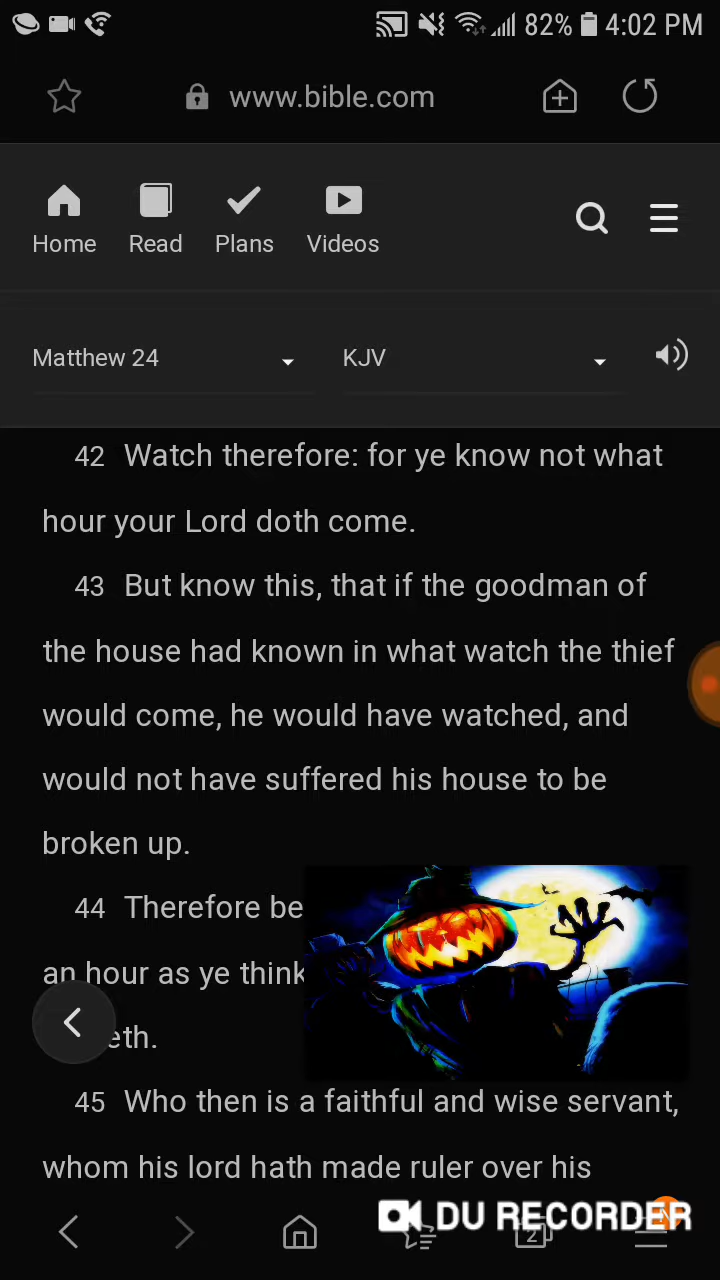 82% 4:02 PM
www.bible.com
Home Read Plans Videos
Matthew 24 KJV
42 Watch therefore: for ye know not what
hour your Lord doth come.
43 But know this, that if the goodman of
the house had known in what watch the thief
would come, he would have watched, and
would not have suffered his house to be
broken up.
44 Therefore be
an hour as ye think
eth.
45 Who then is a faithful and wise servant,
whom his lord hath made ruler over his
2
DU RECORDER
N